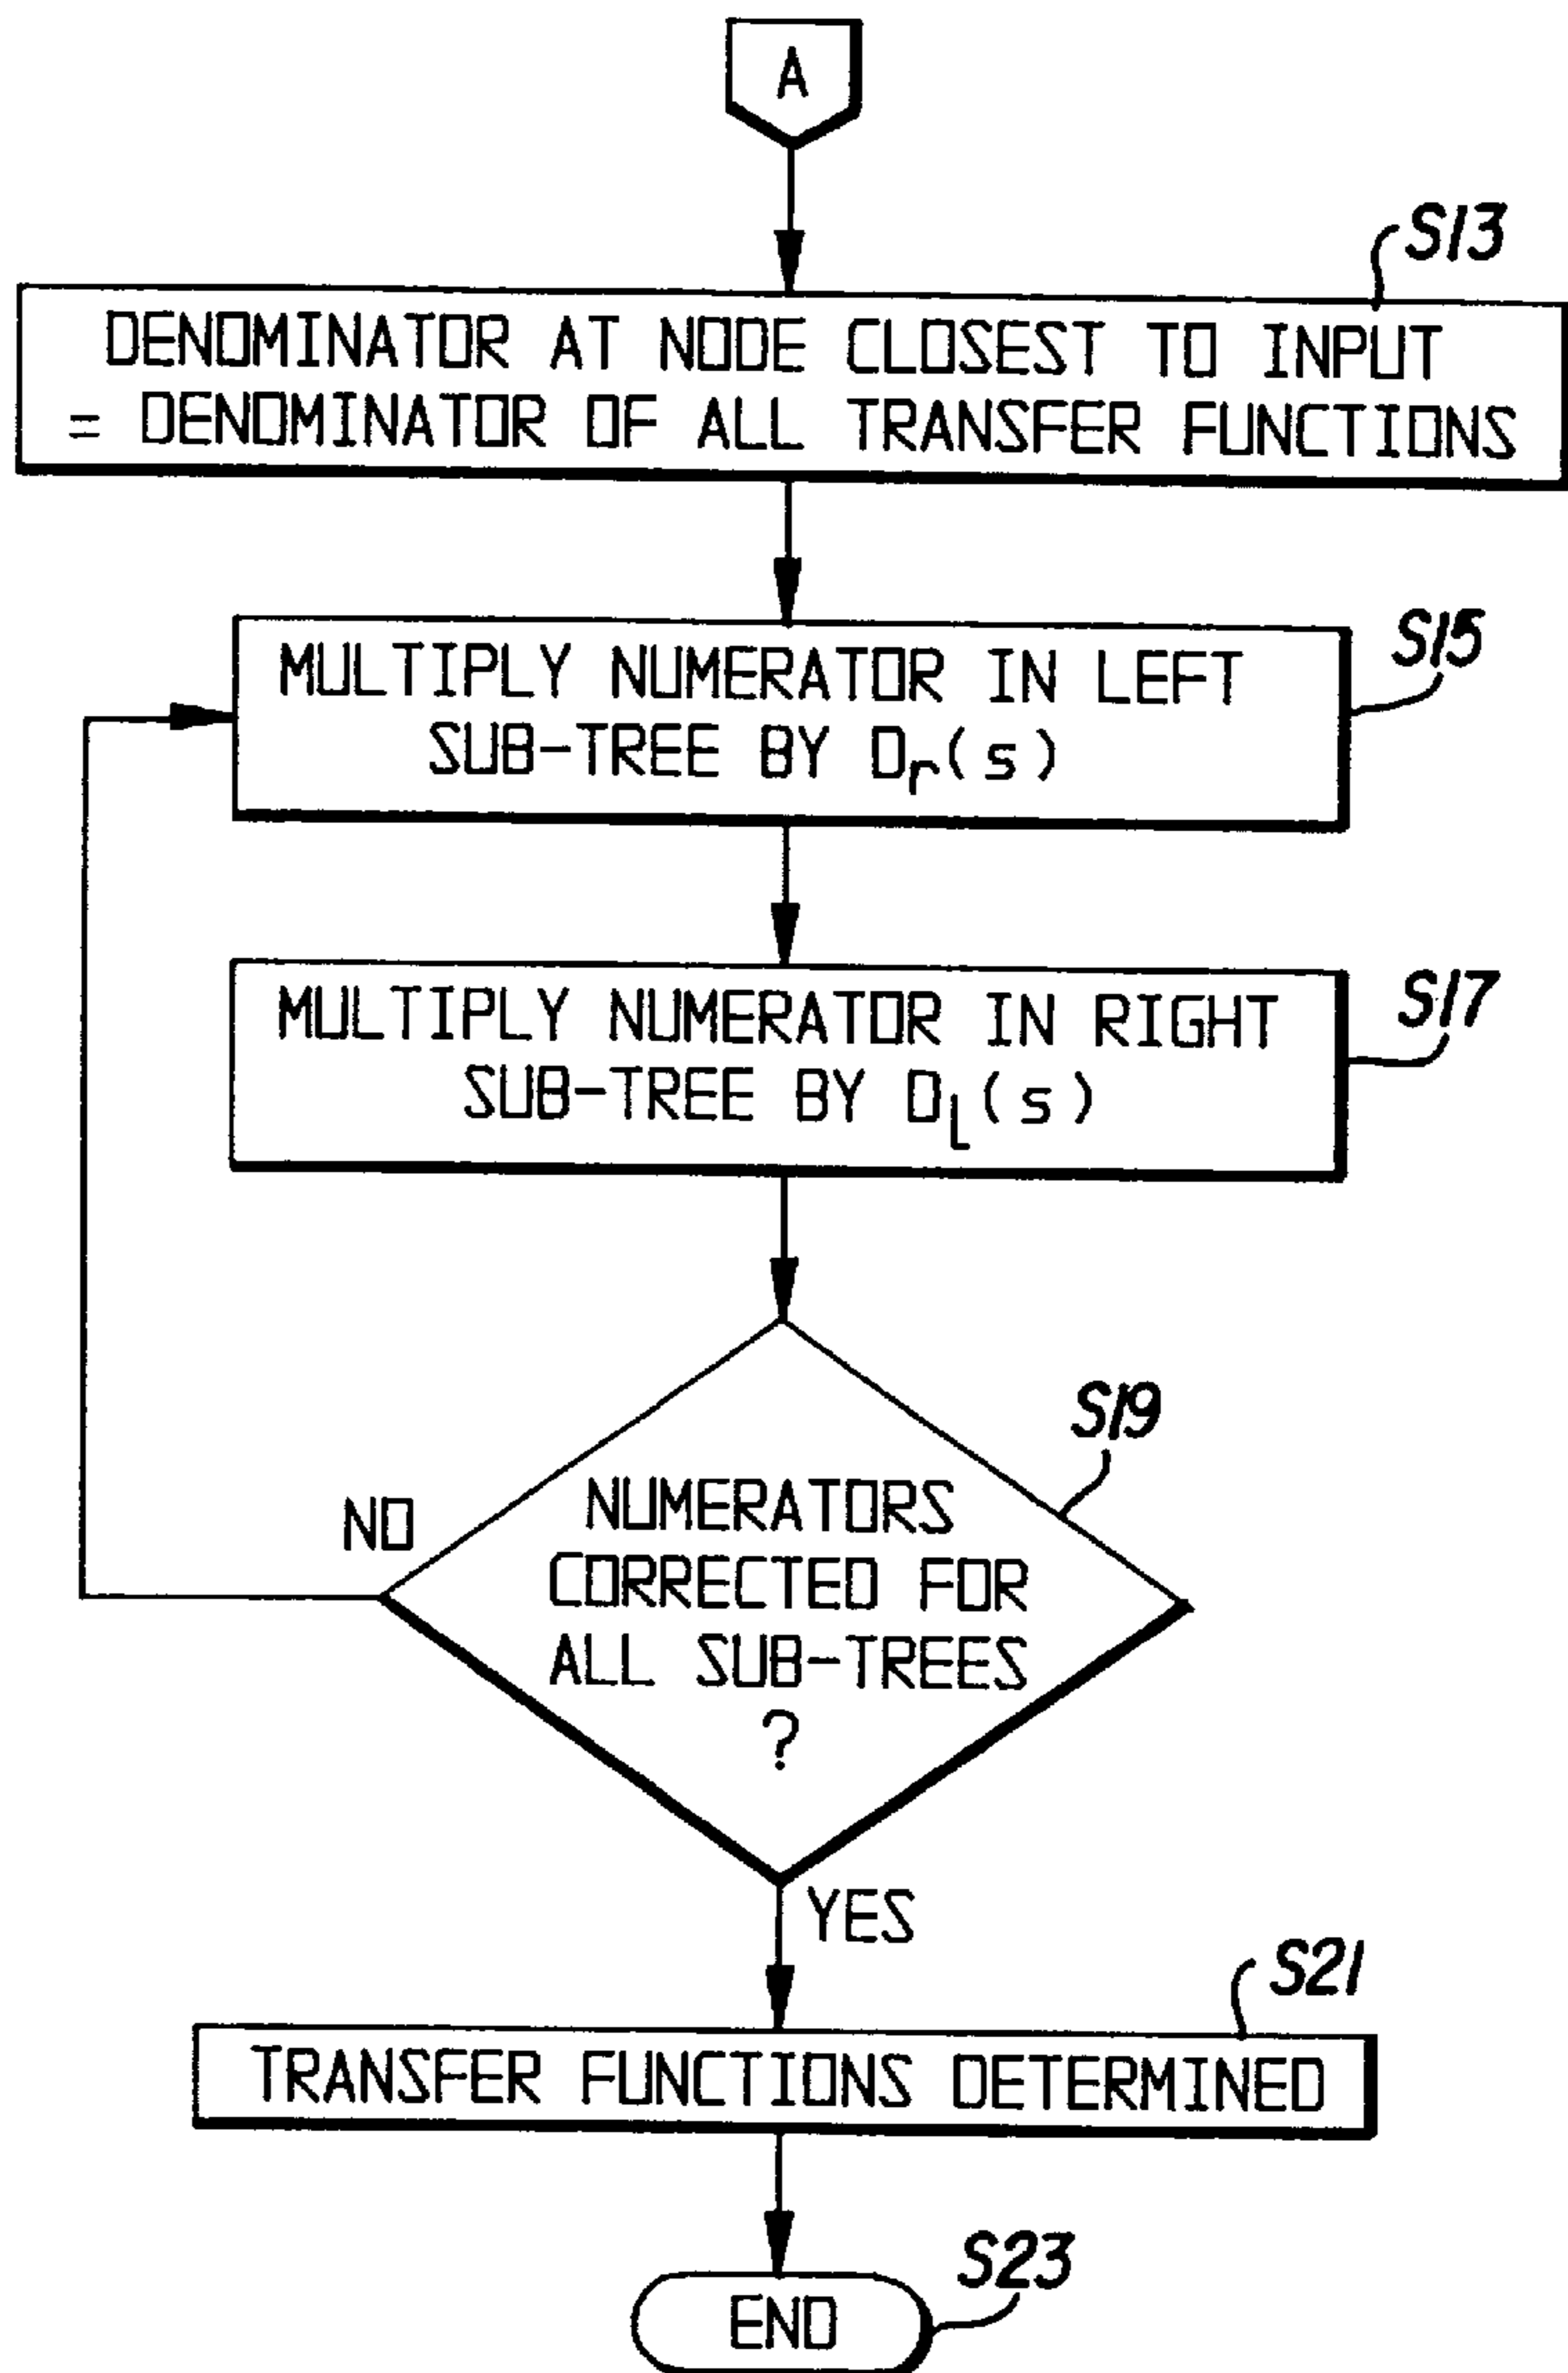 A
S13
DENOMINATOR AT NODE CLOSEST TO INPUT
= DENOMINATOR OF ALL TRANSFER FUNCTIONS
S15
MULTIPLY NUMERATOR IN LEFT
SUB-TREE BY Dr(s)
S17
MULTIPLY NUMERATOR IN RIGHT
SUB-TREE BY DL(s)
S19
NO
NUMERATORS
CORRECTED FOR
ALL SUB-TREES
?
YES
S21
TRANSFER FUNCTIONS DETERMINED
S23
END